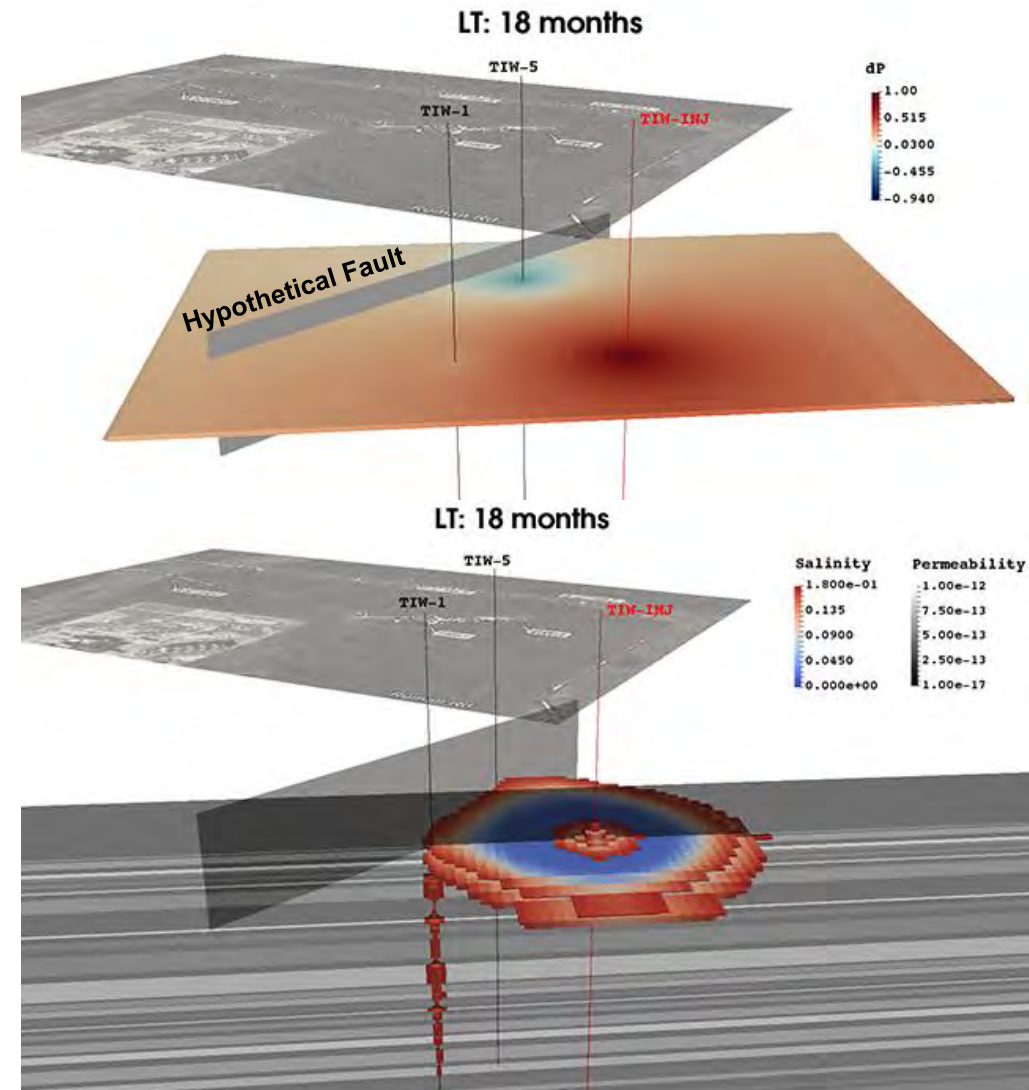 LT: 18 months
TIW-5
TIW-1
TIW-INJ
dP
1.00
0.515
0.0300
-0.455
-0.940
Hypothetical Fault
LT: 18 months
TIW-5
TIW-1
TIW-INJ
Salinity Permeability
1.800e-01 1.00e-12
0.135 7.50e-13
0.0900 5.00e-13
0.0450 2.50e-13
0.000e+00 1.00e-17